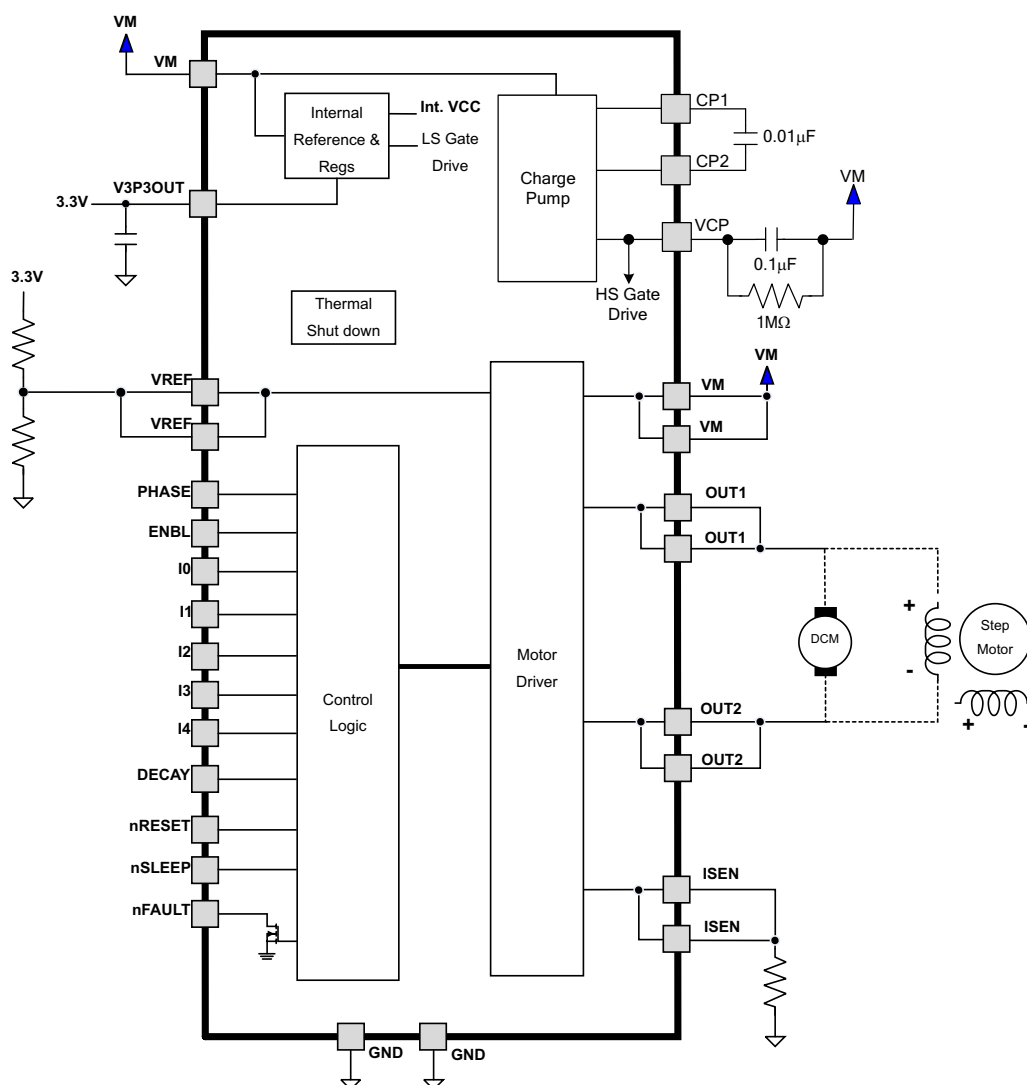 VM
VM
Internal
Reference &
Regs
Int. VCC
LS Gate
Drive
Charge
Pump
CP1
0.01μF
CP2
VM
V3P3OUT
3.3V
VCP
0.1μF
1MΩ
HS Gate
Drive
3.3V
Thermal
Shut down
VREF
VREF
VM
VM
VM
PHASE
ENBL
I0
I1
I2
I3
I4
DECAY
nRESET
nSLEEP
nFAULT
Control
Logic
Motor
Driver
OUT1
OUT1
DCM
+
-
Step
Motor
+
-
OUT2
OUT2
ISEN
ISEN
GND
GND